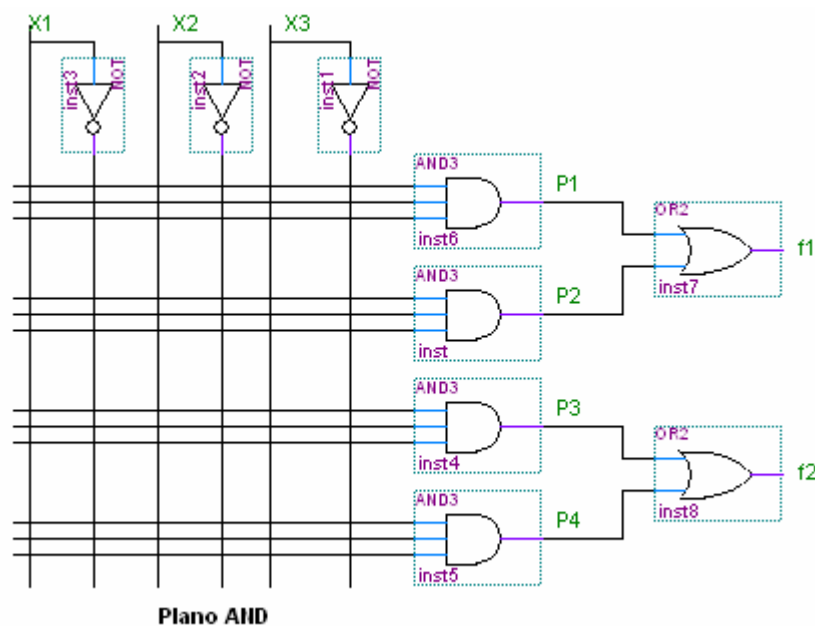 X1 X2 X3
inst3 NOT inst2 NOT inst1 NOT
AND3
P1
inst6
OR2
f1
inst7
AND3
P2
inst
AND3
P3
inst4
OR2
f2
inst8
AND3
P4
inst5
Plano AND